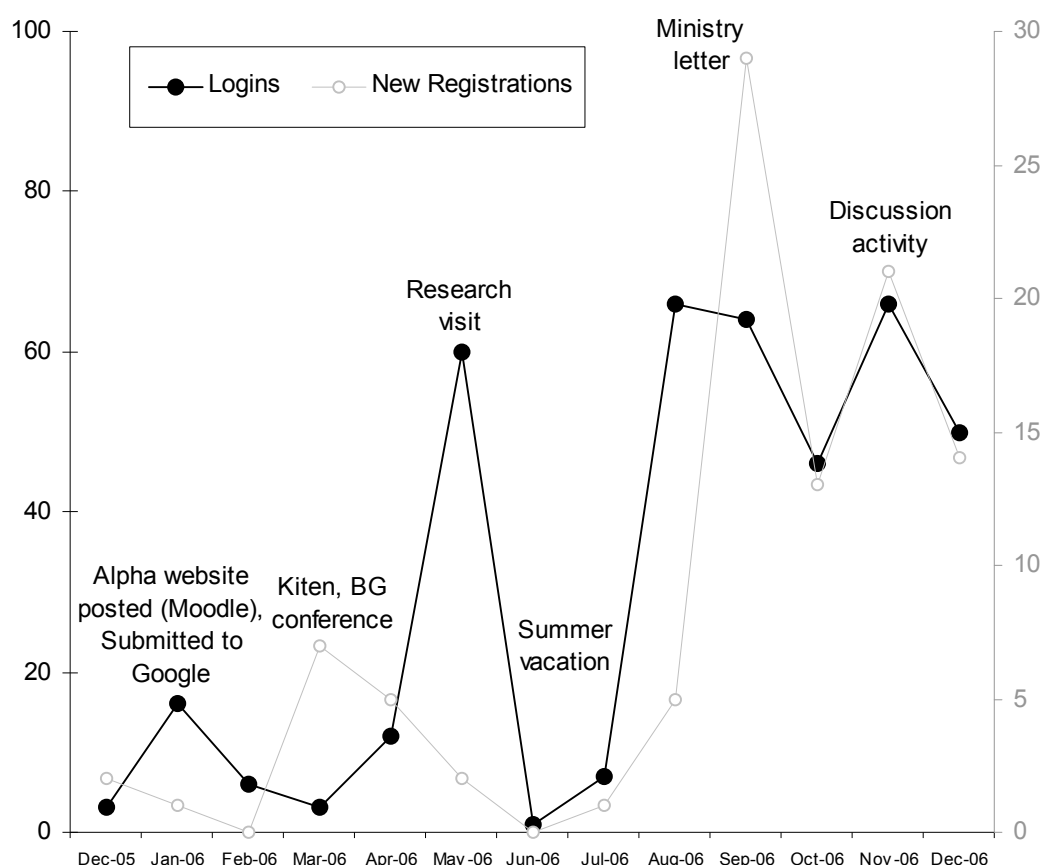 100
80
60
40
20
0
30
25
20
15
10
5
0
Logins
New Registrations
Ministry
letter
Discussion
activity
Research
visit
Alpha website
posted (Moodle),
Submitted to
Google
Kiten, BG
conference
Summer
vacation
Dec-05 Jan-06 Feb-06 Mar-06 Apr-06 May-06 Jun-06 Jul-06 Aug-06 Sep-06 Oct-06 Nov-06 Dec-06